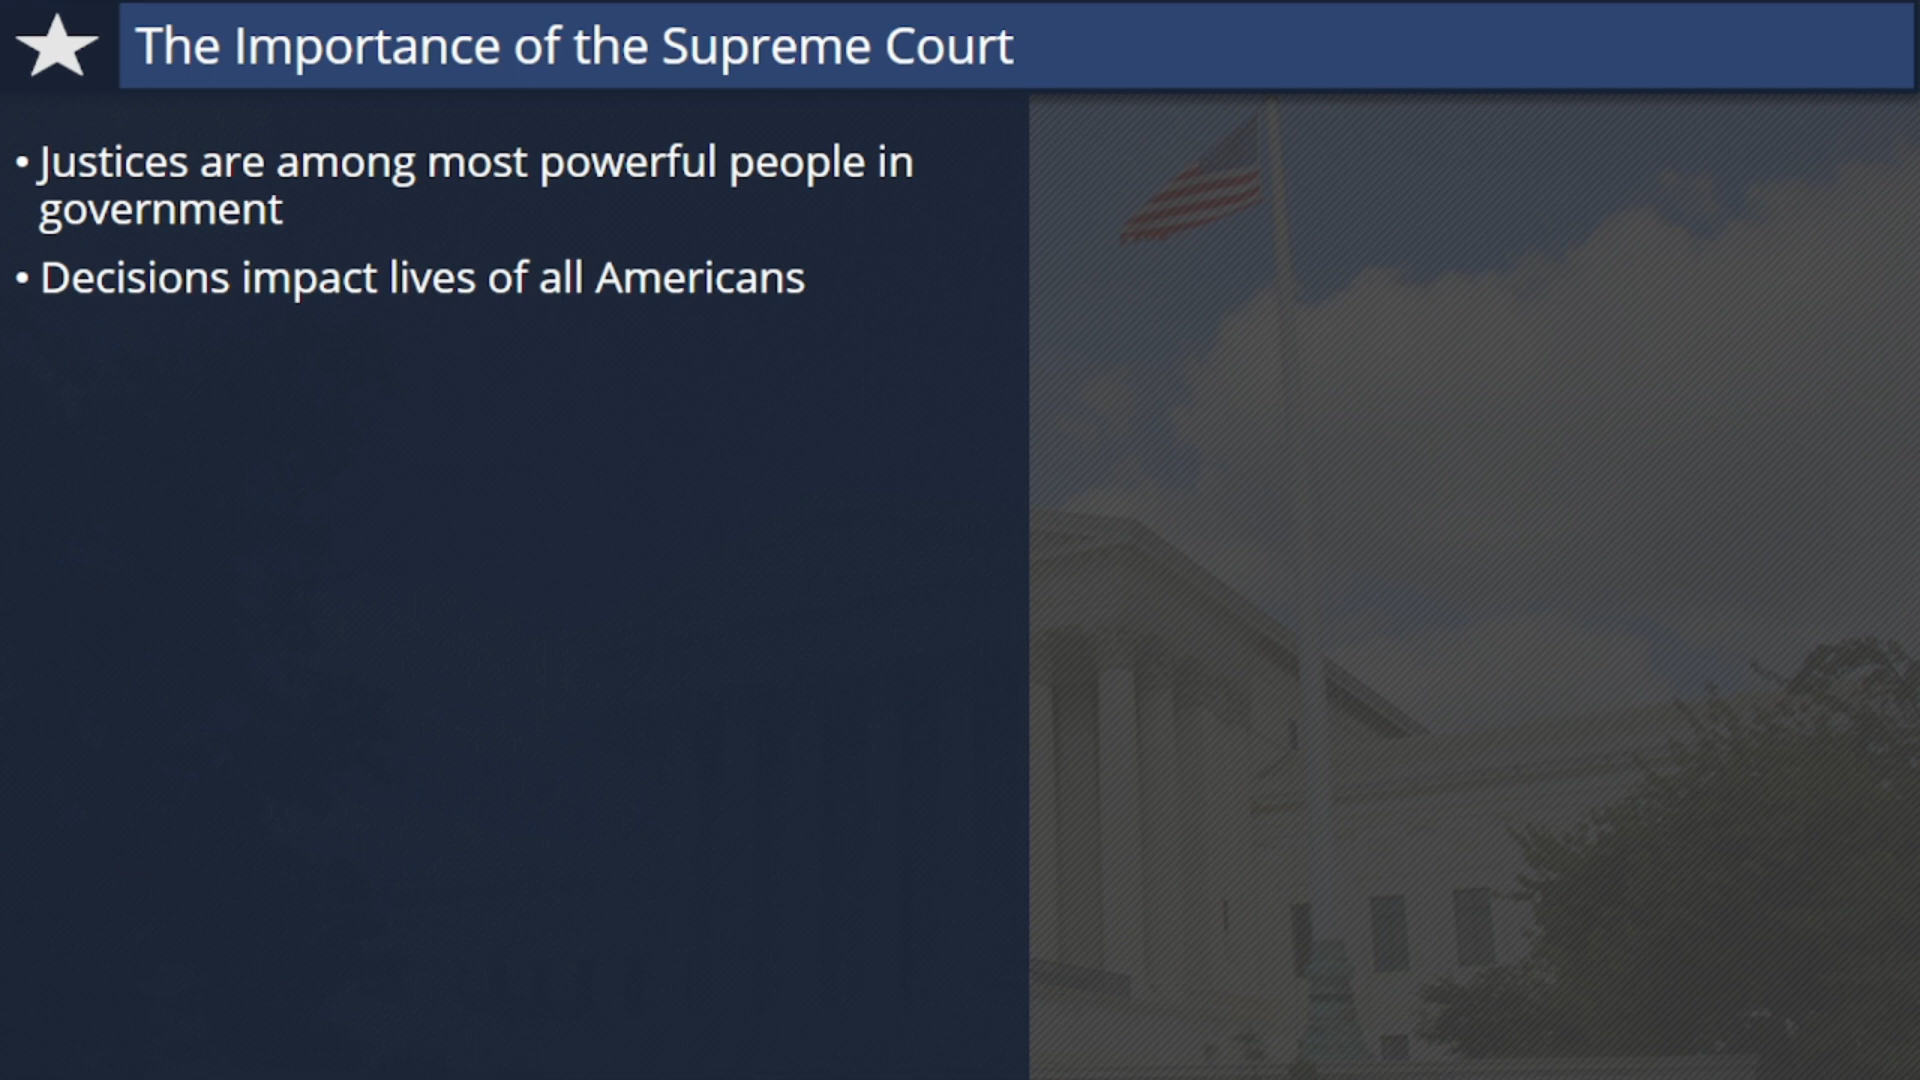 The Importance of the Supreme Court
• Justices are among most powerful people in
government
• Decisions impact lives of all Americans